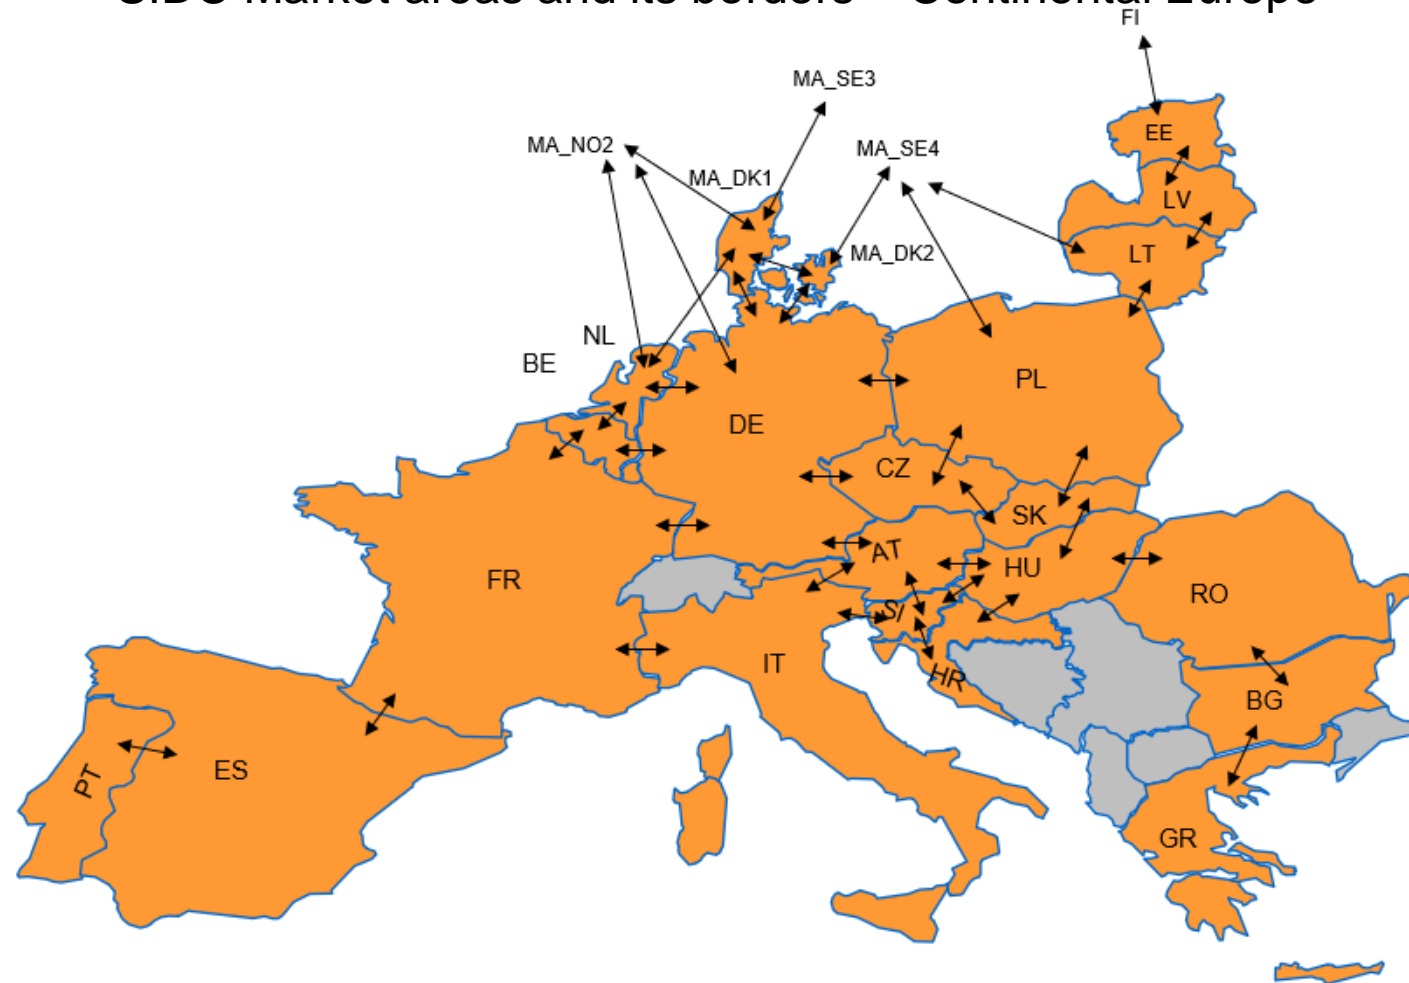 SIDC Market areas and its borders – Continental Europe
FI
MA_SE3
EE
MA_NO2
MA_SE4
MA_DK1
LV
MA_DK2
LT
NL
BE
PL
DE
CZ
SK
AT
HU
FR
RO
SI
IT
HR
BG
ES
PT
GR